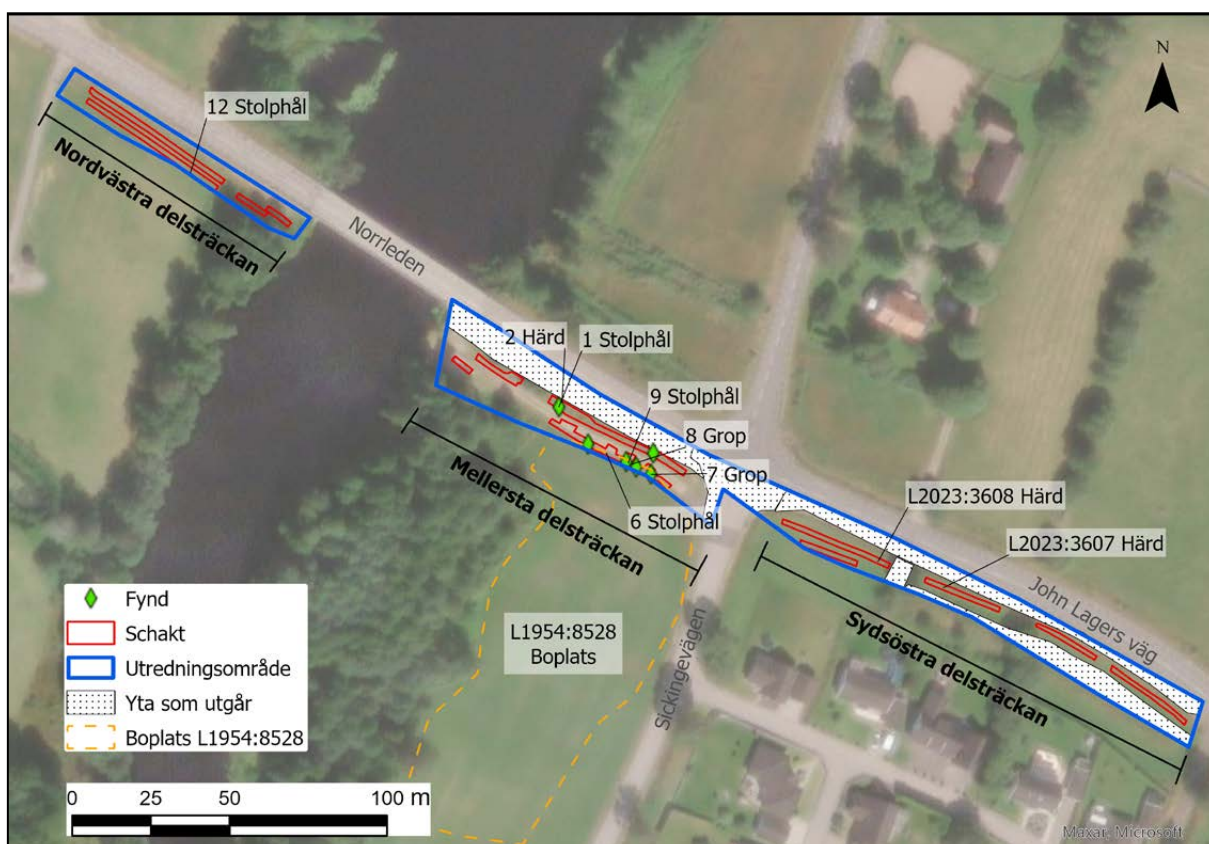 N
12 Stolphål
Nordvästra delsträckan
Norrleden
2 Härd
1 Stolphål
9 Stolphål
8 Grop
7 Grop
6 Stolphål
Mellersta delsträckan
L2023:3608 Härd
L2023:3607 Härd
John Lagers väg
Sydsöstra delsträckan
Sickingevägen
L1954:8528
Boplats
Fynd
Schakt
Utredningsområde
Yta som utgår
Boplats L1954:8528
0 25 50 100 m
Maxar, Microsoft